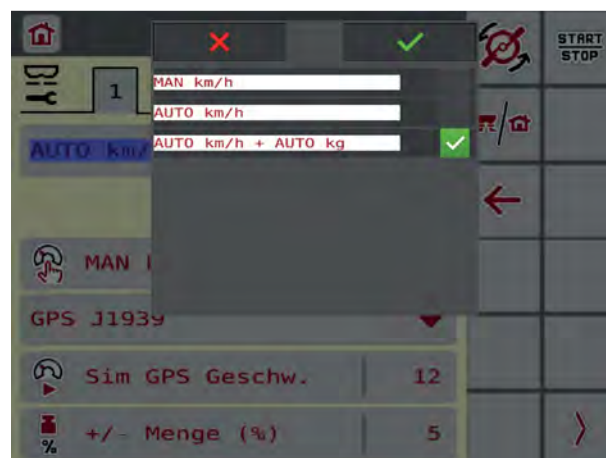 START
STOP
1
MAN km/h
AUTO km/h
AUTO km/h + AUTO kg
AUTO km/
MAN
GPS J1939
Sim GPS Geschw.
12
%
+/- Menge (%)
5